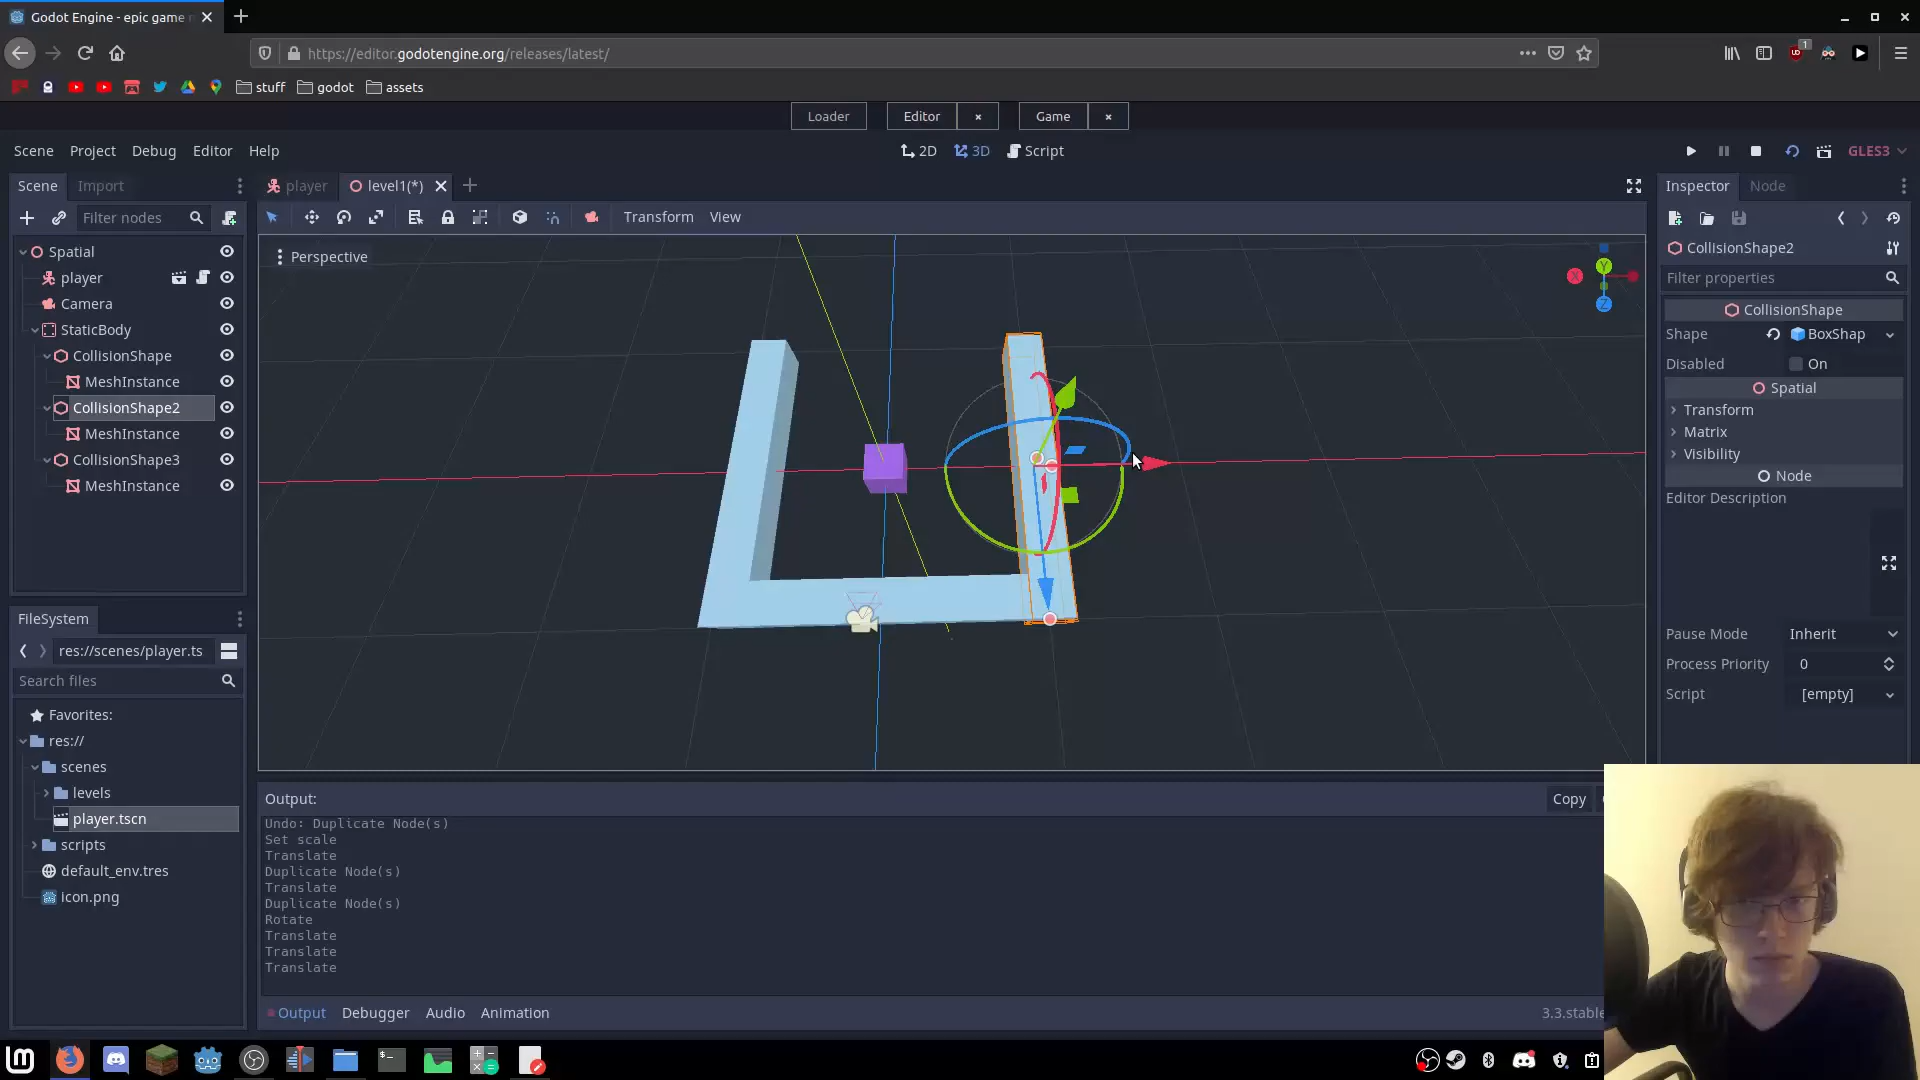 Godot Engine - epic game
https://editor.godotengine.org/releases/latest/
1
stuff
godot
assets
Loader
Editor
Game
Scene
Project
Debug
Editor
Help
2D
3D
Script
GLES3
Scene
Import
player
level1(*)
Inspector
Node
Filter nodes
Transform
View
Spatial
player
Camera
StaticBody
CollisionShape
MeshInstance
CollisionShape2
MeshInstance
CollisionShape3
MeshInstance
Perspective
X
Y
Z
CollisionShape2
Filter properties
CollisionShape
Shape
BoxShap
Disabled
On
Spatial
Transform
Matrix
Visibility
Node
Editor Description
Pause Mode
Inherit
Process Priority
0
Script
[empty]
FileSystem
res://scenes/player.ts
Search files
Favorites:
res://
scenes
levels
player.tscn
scripts
default_env.tres
icon.png
Output:
Copy
Undo: Duplicate Node(s)
Set scale
Translate
Duplicate Node(s)
Translate
Duplicate Node(s)
Rotate
Translate
Translate
Translate
Output
Debugger
Audio
Animation
3.3.stable